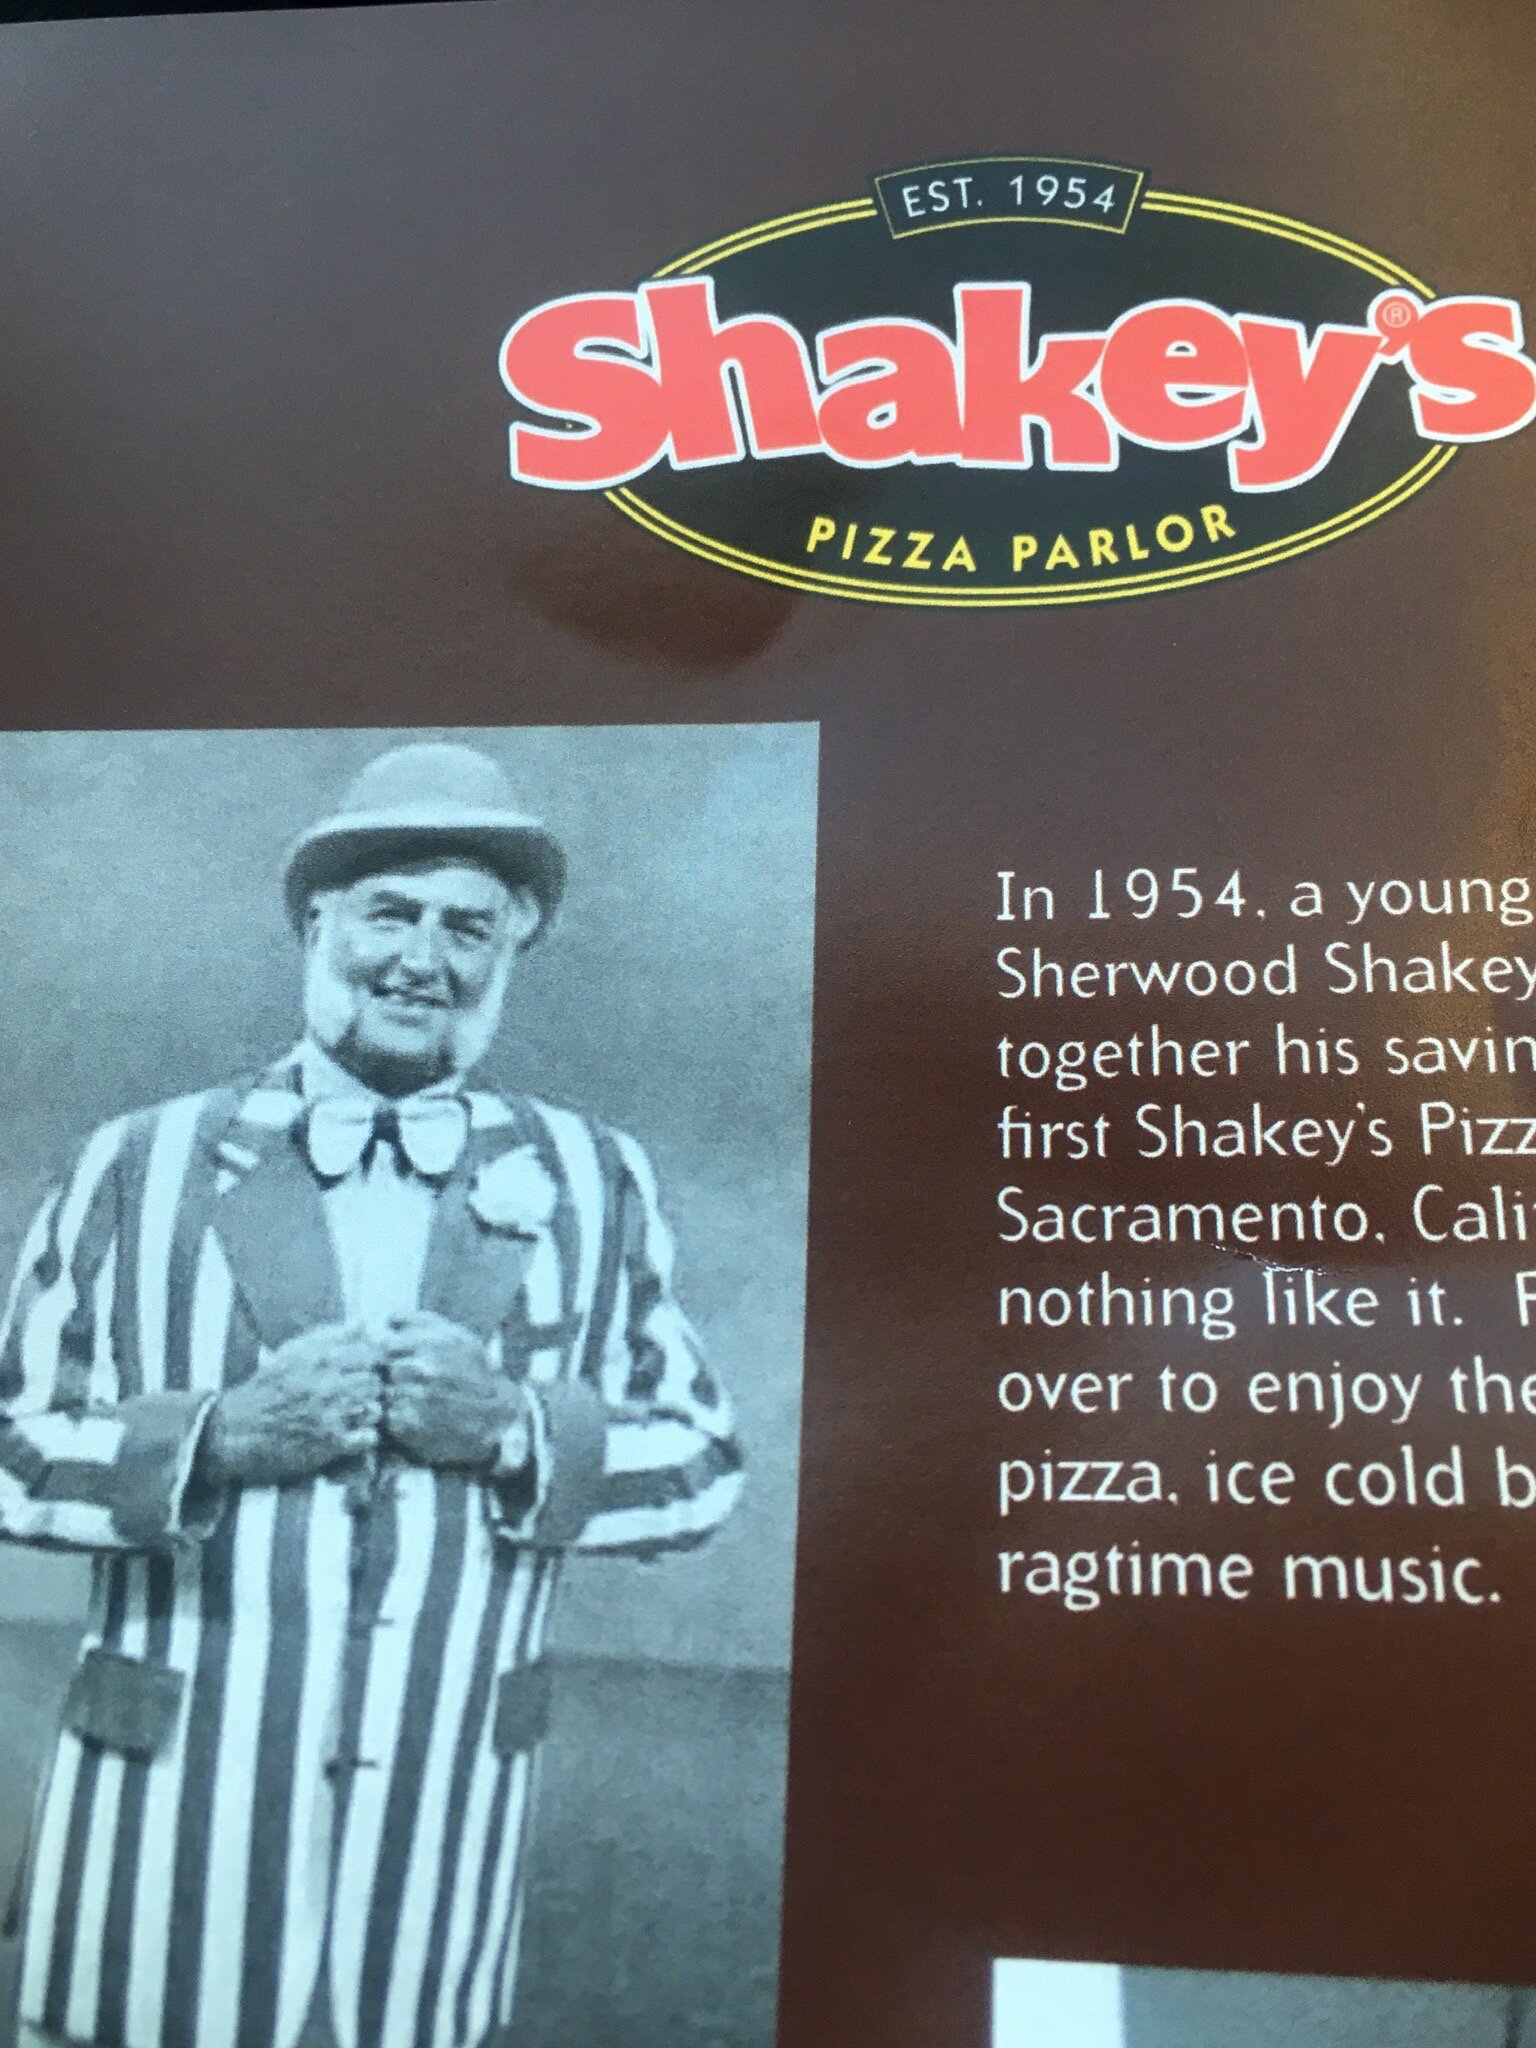 EST. 1954
Shakey's®
PIZZA PARLOR
In 1954, a young
Sherwood Shakey
together his savin
first Shakey's Pizz
Sacramento, Cali
nothing like it. F
over to enjoy the
pizza, ice cold b
ragtime music.